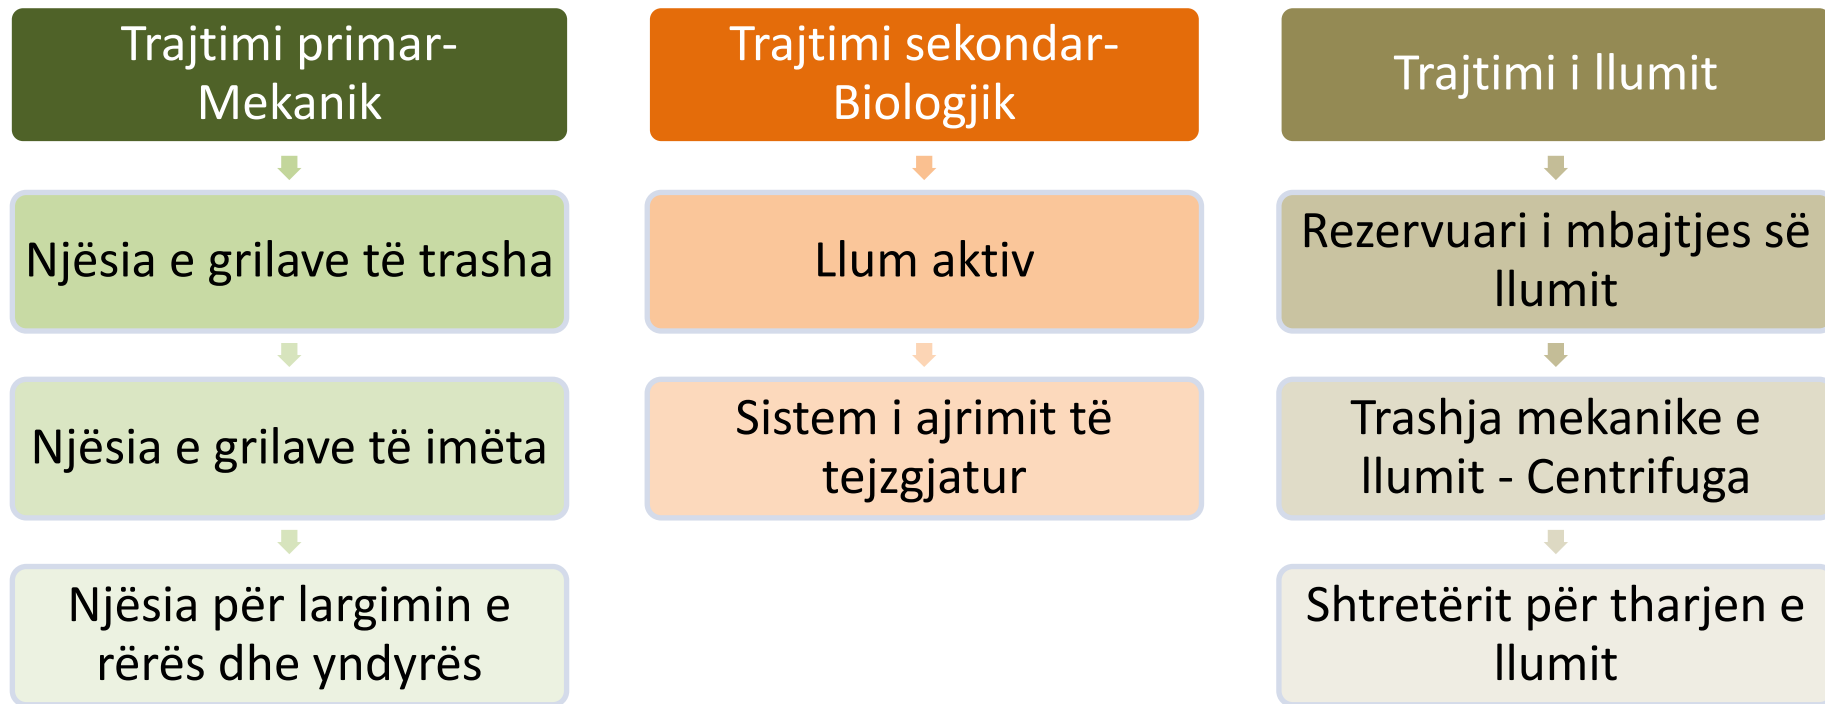 Trajtimi primar-
Mekanik
Njësia e grilave të trasha
Njësia e grilave të imëta
Njësia për largimin e
rërës dhe yndyrës
Trajtimi sekondar-
Biologjik
Llum aktiv
Sistem i ajrimit të
tejzgjatur
Trajtimi i llumit
Rezervuari i mbajtjes së
llumit
Trashja mekanike e
llumit - Centrifuga
Shtretërit për tharjen e
llumit